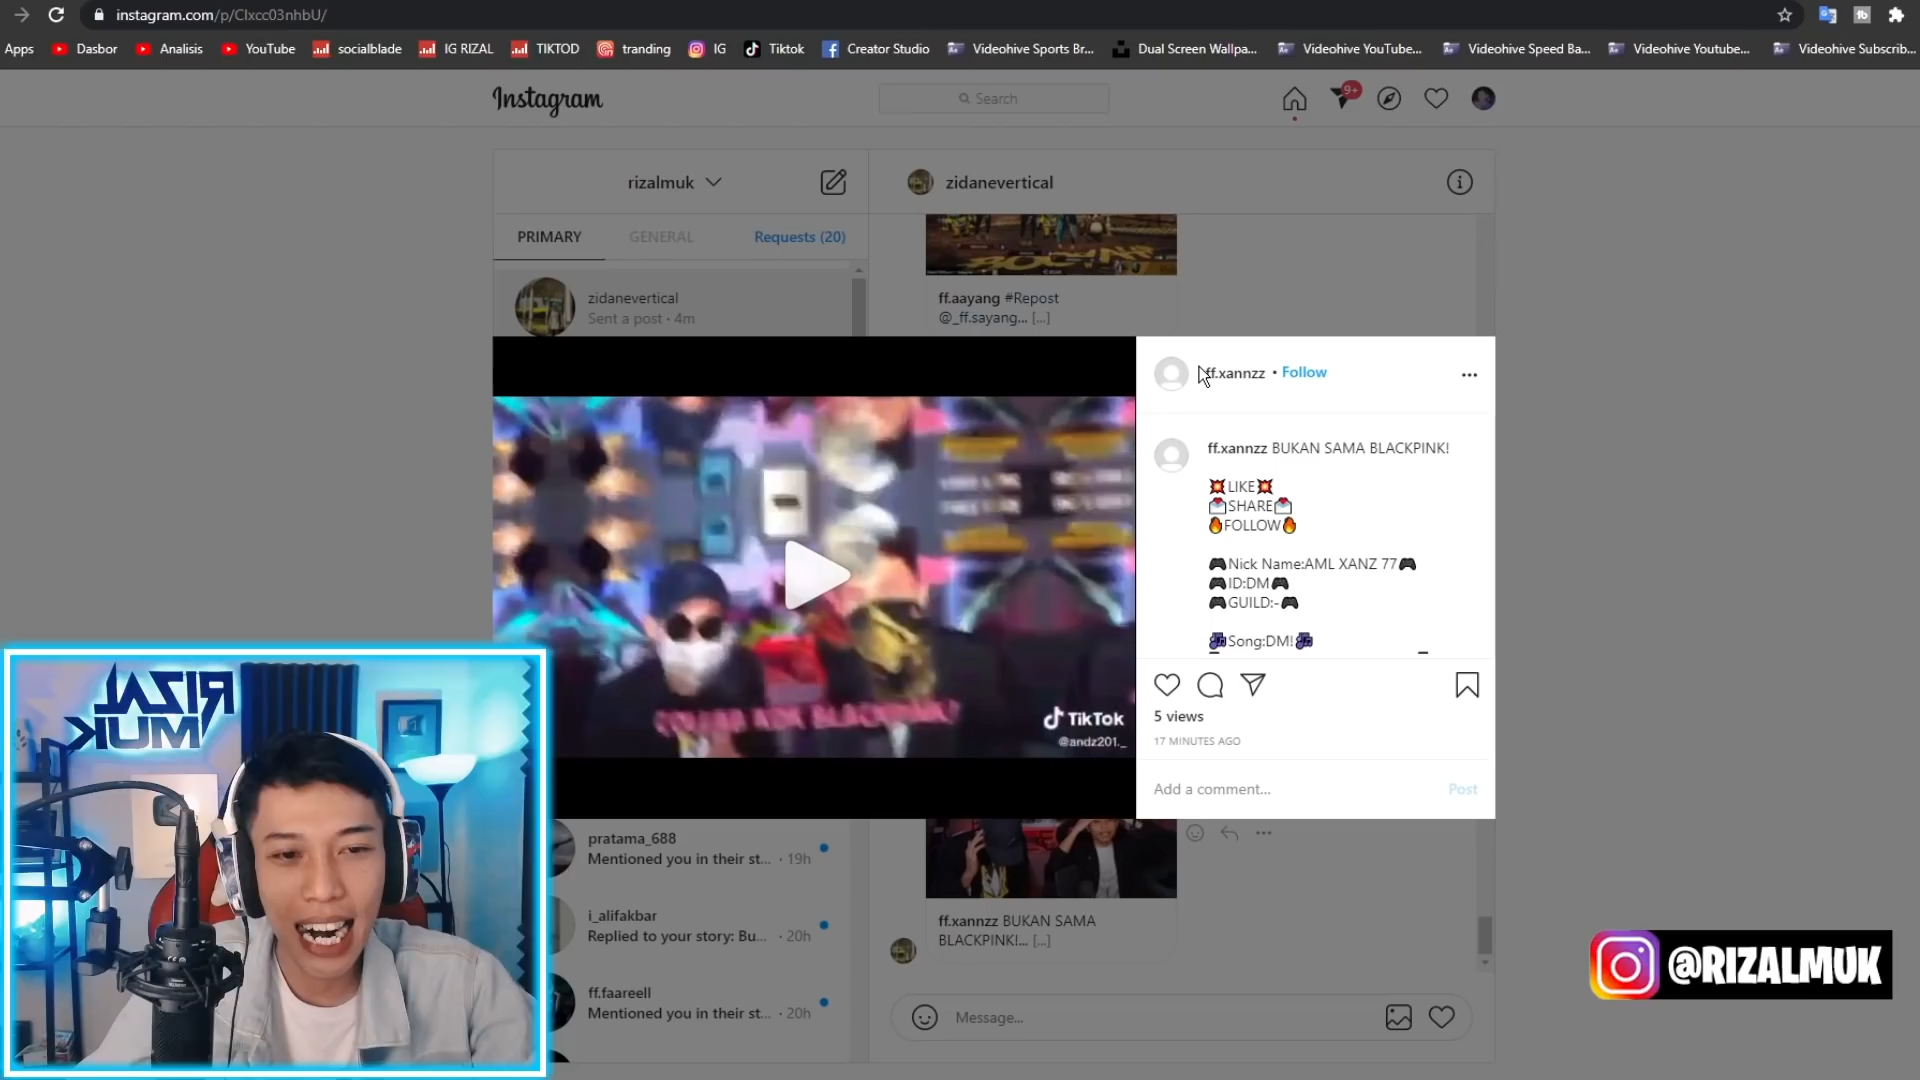 instagram.com/p/CIxcc03nhbU/
Apps
Dasbor
Analisis
YouTube
socialblade
IG RIZAL
TIKTOD
tranding
IG
Tiktok
Creator Studio
Videohive Sports Br...
Dual Screen Wallpa...
Videohive YouTube...
Videohive Speed Ba...
Videohive Youtube...
Videohive Subscrib...
Instagram
Search
9+
rizalmuk
zidanevertical
PRIMARY
GENERAL
Requests (20)
zidanevertical
Sent a post · 4m
ff.aayang #Repost
@_ff.sayang... [...]
ff.xannzz • Follow
ff.xannzz BUKAN SAMA BLACKPINK!
💥LIKE💥
💌SHARE💌
🔥FOLLOW🔥
🎮Nick Name:AML XANZ 77🎮
🎮ID:DM🎮
🎮GUILD:-🎮
Song:DM!
TikTok
@andz201._
5 views
17 MINUTES AGO
Add a comment...
Post
pratama_688
Mentioned you in their st... · 19h
i_alifakbar
Replied to your story: Bu... · 20h
ff.faareell
Mentioned you in their st... · 20h
ff.xannzz BUKAN SAMA
BLACKPINK!... [...]
Message...
RIZAL
MUK
@RIZALMUK